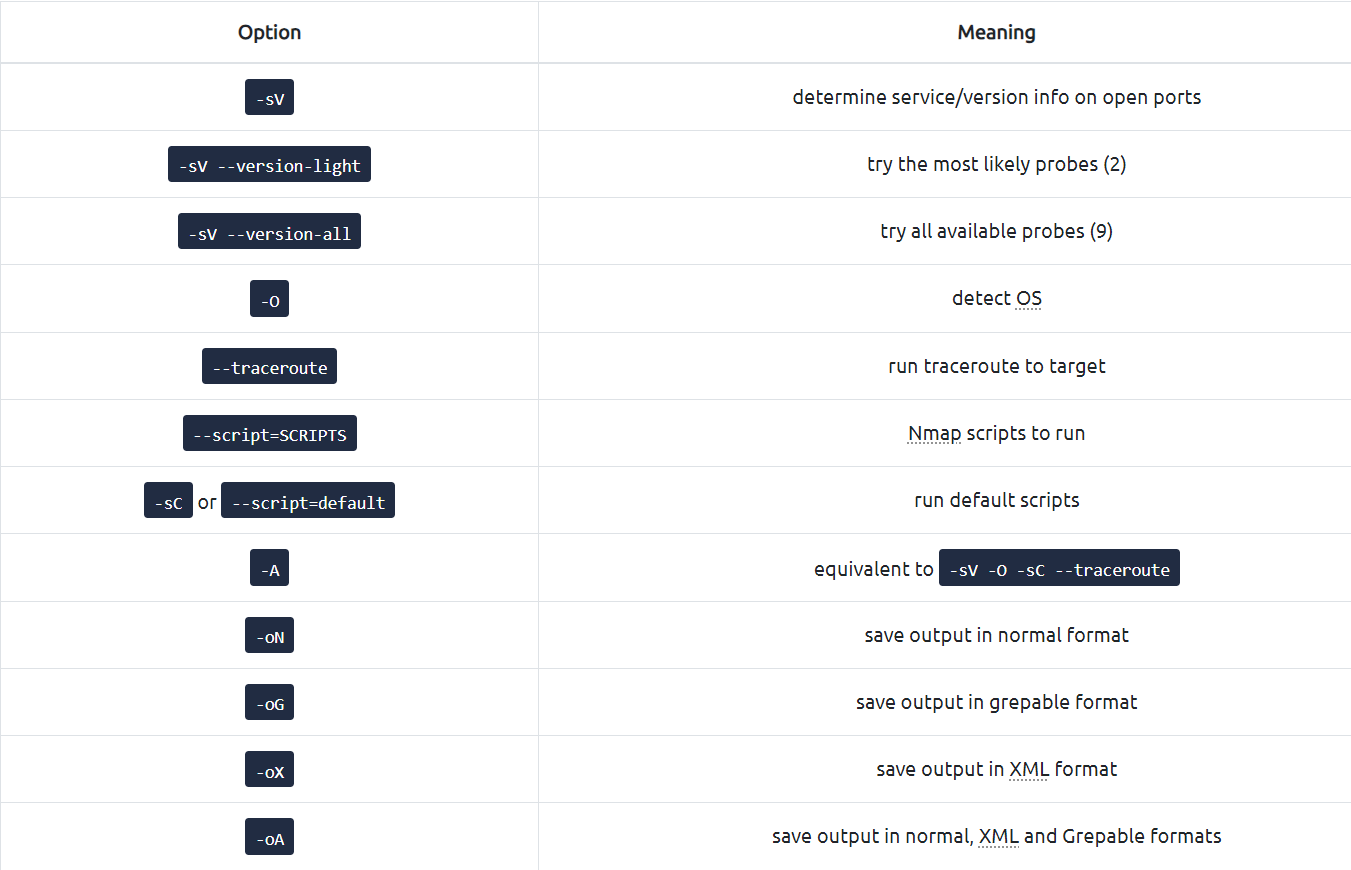 Option Meaning
-sV determine service/version info on open ports
-sV --version-light try the most likely probes (2)
-sV --version-all try all available probes (9)
-O detect OS
--traceroute run traceroute to target
--script=SCRIPTS Nmap scripts to run
-sC or --script=default run default scripts
-A equivalent to -sV -O -sC --traceroute
-oN save output in normal format
-oG save output in grepable format
-oX save output in XML format
-oA save output in normal, XML and Grepable formats